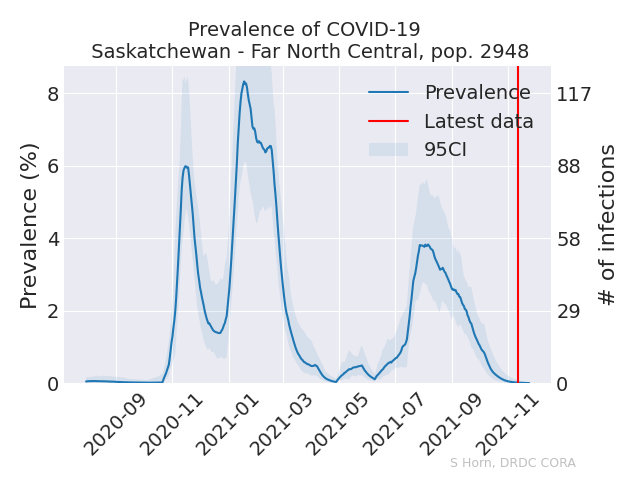 Prevalence of COVID-19
Saskatchewan - Far North Central, pop. 2948
Prevalence (%)
8
6
4
2
0
Prevalence
Latest data
95CI
117
88
58
29
0
# of infections
2020-09
2020-11
2021-01
2021-03
2021-05
2021-07
2021-09
2021-11
S Horn, DRDC CORA